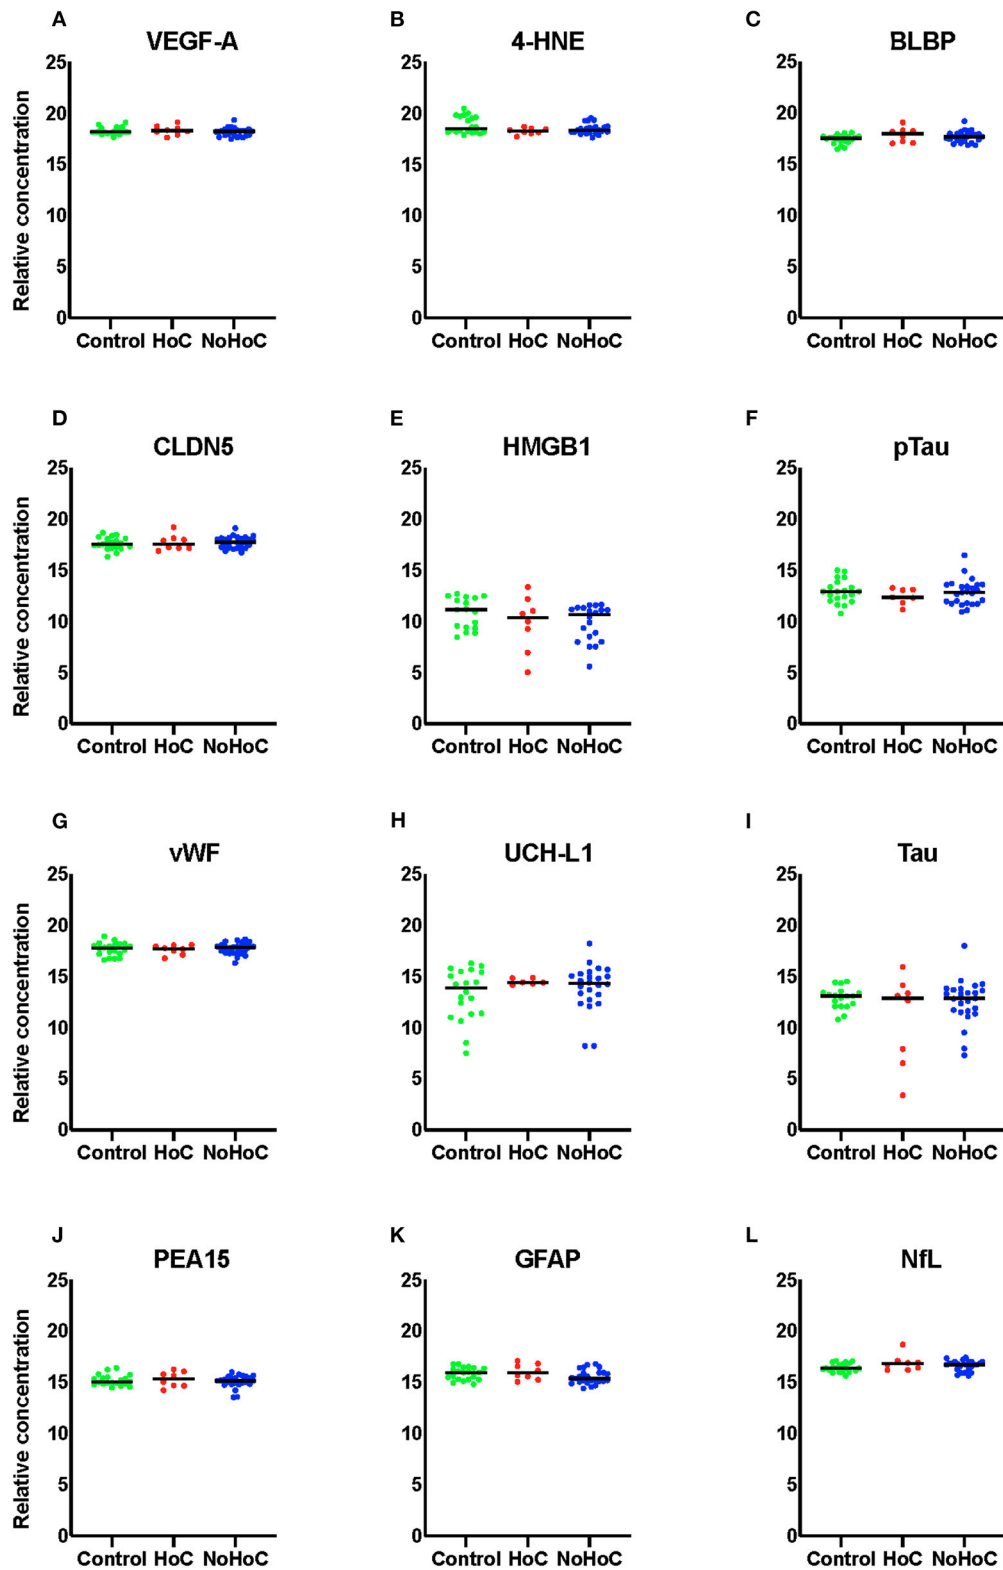 A B C
VEGF-A 4-HNE BLBP
Relative concentration
25 25 25
20 20 20
15 15 15
10 10 10
5 5 5
0 0 0
Control HoC NoHoC Control HoC NoHoC Control HoC NoHoC
D E F
CLDN5 HMGB1 pTau
Relative concentration
25 25 25
20 20 20
15 15 15
10 10 10
5 5 5
0 0 0
Control HoC NoHoC Control HoC NoHoC Control HoC NoHoC
G H I
vWF UCH-L1 Tau
Relative concentration
25 25 25
20 20 20
15 15 15
10 10 10
5 5 5
0 0 0
Control HoC NoHoC Control HoC NoHoC Control HoC NoHoC
J K L
PEA15 GFAP NfL
Relative concentration
25 25 25
20 20 20
15 15 15
10 10 10
5 5 5
0 0 0
Control HoC NoHoC Control HoC NoHoC Control HoC NoHoC